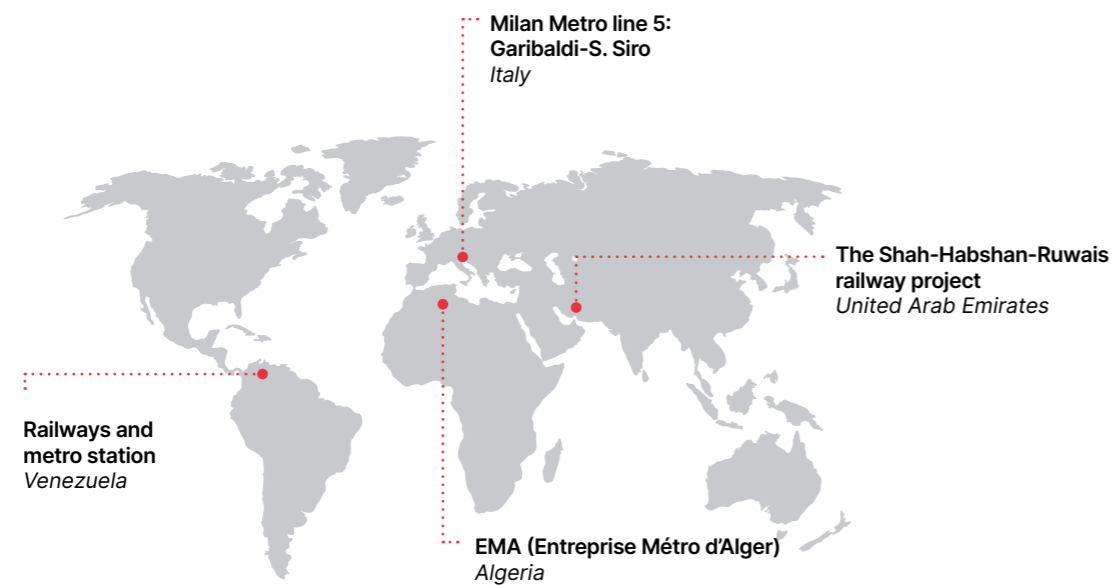 Milan Metro line 5:
Garibaldi-S. Siro
Italy
The Shah-Habshan-Ruwais
railway project
United Arab Emirates
Railways and
metro station
Venezuela
EMA (Entreprise Métro d’Alger)
Algeria